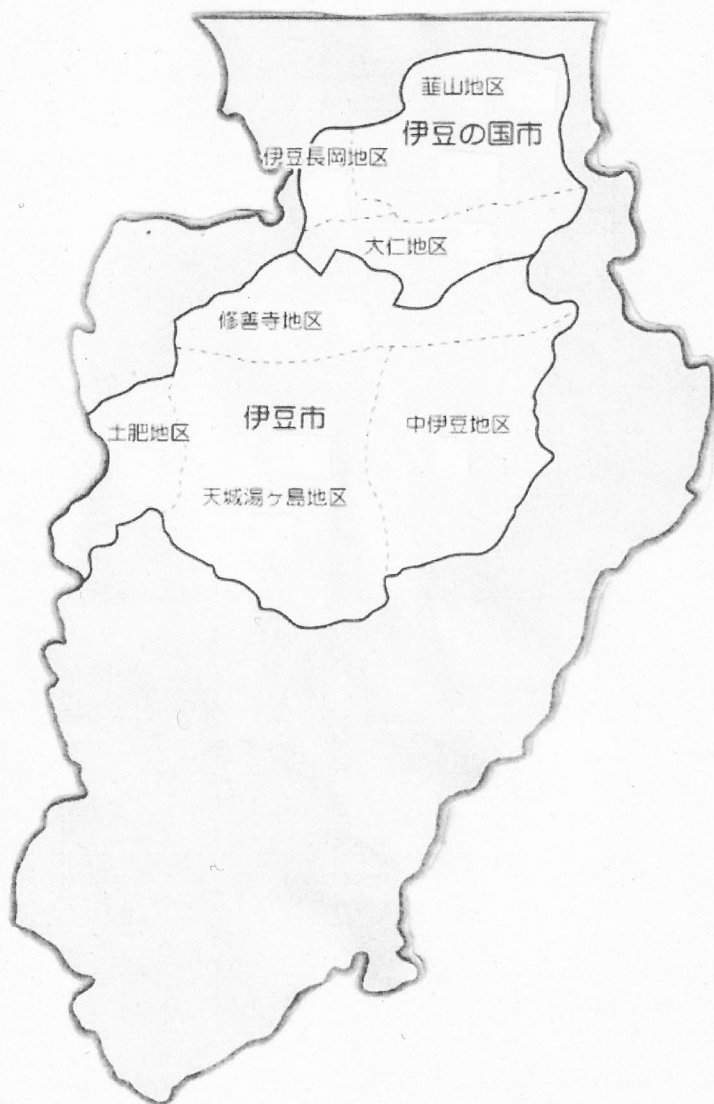 韮山地区
伊豆の国市
伊豆長岡地区
大仁地区
修善寺地区
伊豆市
中伊豆地区
土肥地区
天城湯ヶ島地区